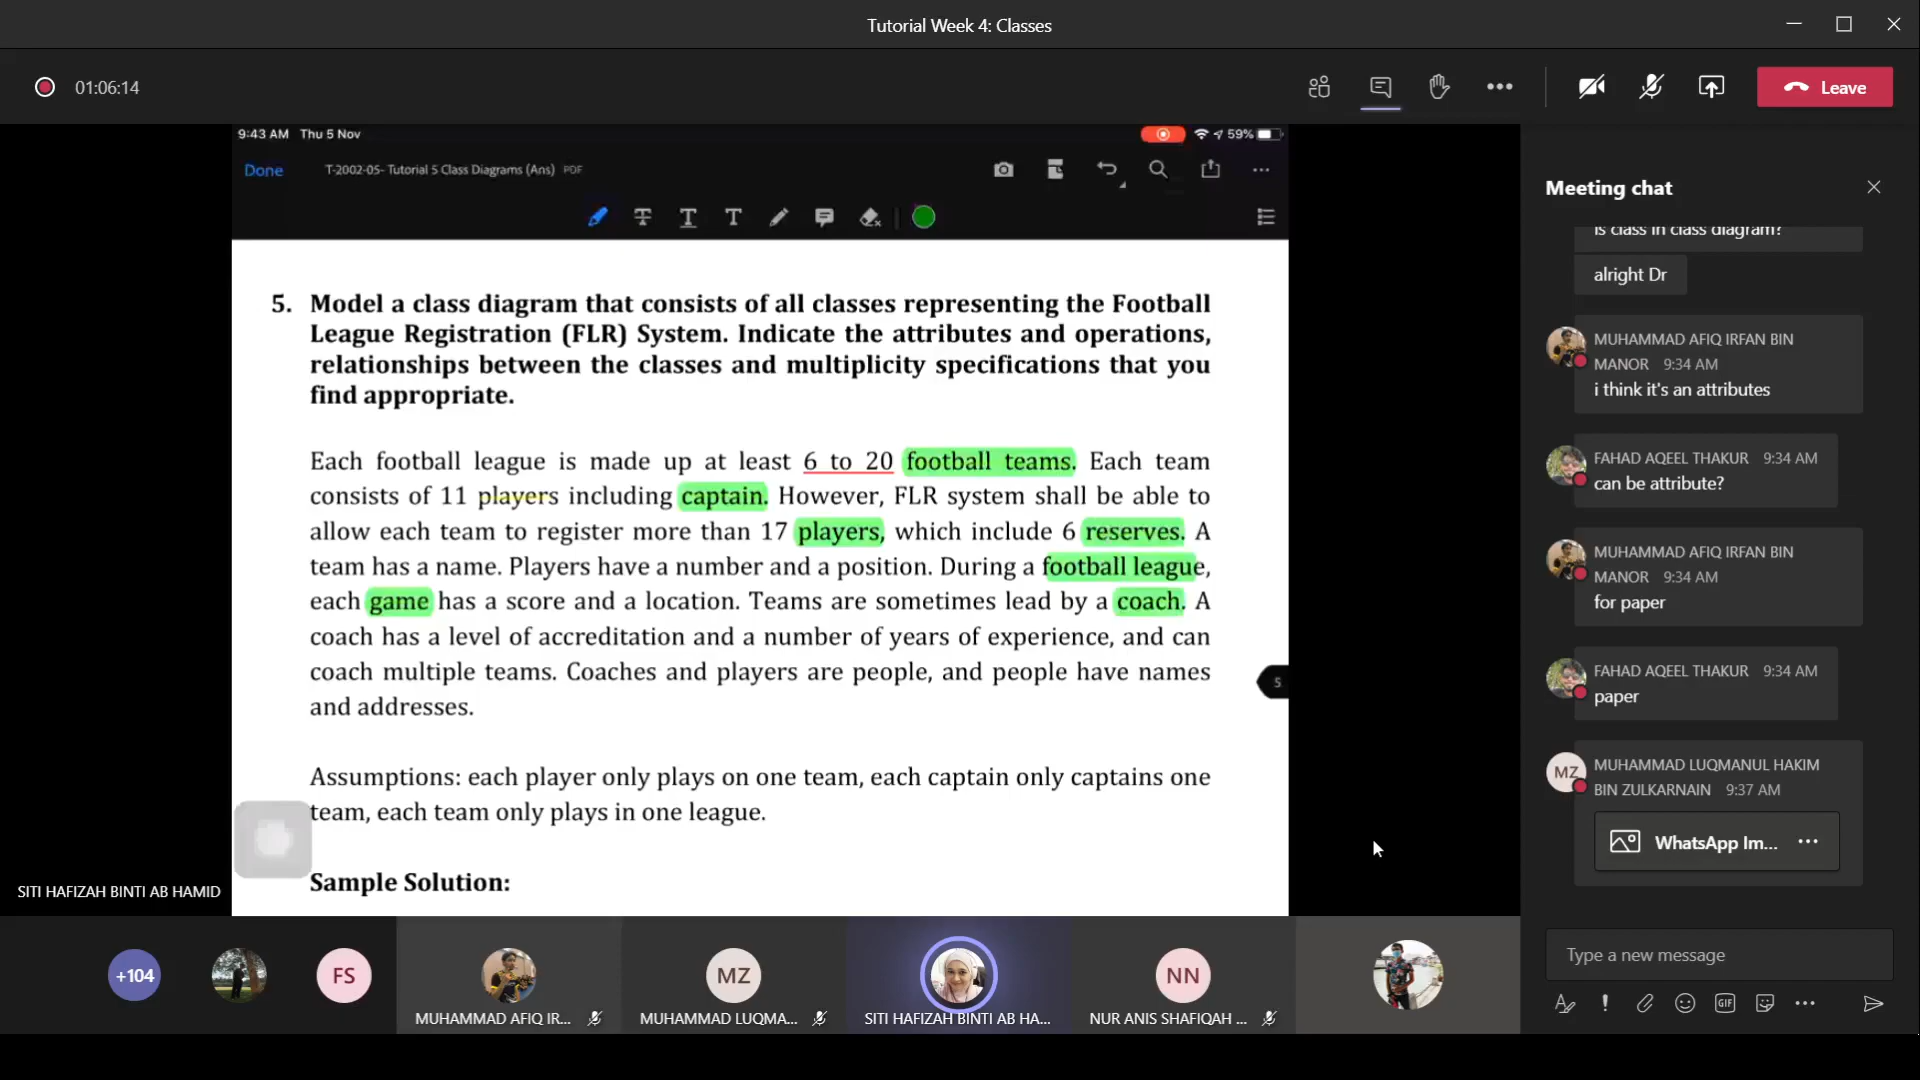 Tutorial Week 4: Classes
01:06:14
Leave
9:43 AM Thu 5 Nov
59%
Done
T-2002-05- Tutorial 5 Class Diagrams (Ans) PDF
5. Model a class diagram that consists of all classes representing the Football
League Registration (FLR) System. Indicate the attributes and operations,
relationships between the classes and multiplicity specifications that you
find appropriate.
Each football league is made up at least 6 to 20 football teams. Each team
consists of 11 players including captain. However, FLR system shall be able to
allow each team to register more than 17 players, which include 6 reserves. A
team has a name. Players have a number and a position. During a football league,
each game has a score and a location. Teams are sometimes lead by a coach. A
coach has a level of accreditation and a number of years of experience, and can
coach multiple teams. Coaches and players are people, and people have names
and addresses.
5
Assumptions: each player only plays on one team, each captain only captains one
team, each team only plays in one league.
Sample Solution:
SITI HAFIZAH BINTI AB HAMID
Meeting chat
is class in class diagram?
alright Dr
MUHAMMAD AFIQ IRFAN BIN
MANOR 9:34 AM
i think it's an attributes
FAHAD AQEEL THAKUR 9:34 AM
can be attribute?
MUHAMMAD AFIQ IRFAN BIN
MANOR 9:34 AM
for paper
FAHAD AQEEL THAKUR 9:34 AM
paper
MZ
MUHAMMAD LUQMANUL HAKIM
BIN ZULKARNAIN 9:37 AM
WhatsApp Im...
Type a new message
GIF
+104
FS
MUHAMMAD AFIQ IR...
MZ
MUHAMMAD LUQMA...
SITI HAFIZAH BINTI AB HA...
NN
NUR ANIS SHAFIQAH ...